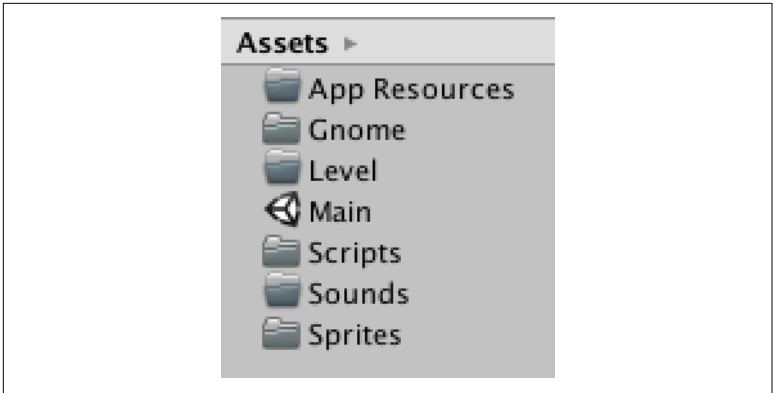 Assets
App Resources
Gnome
Level
Main
Scripts
Sounds
Sprites